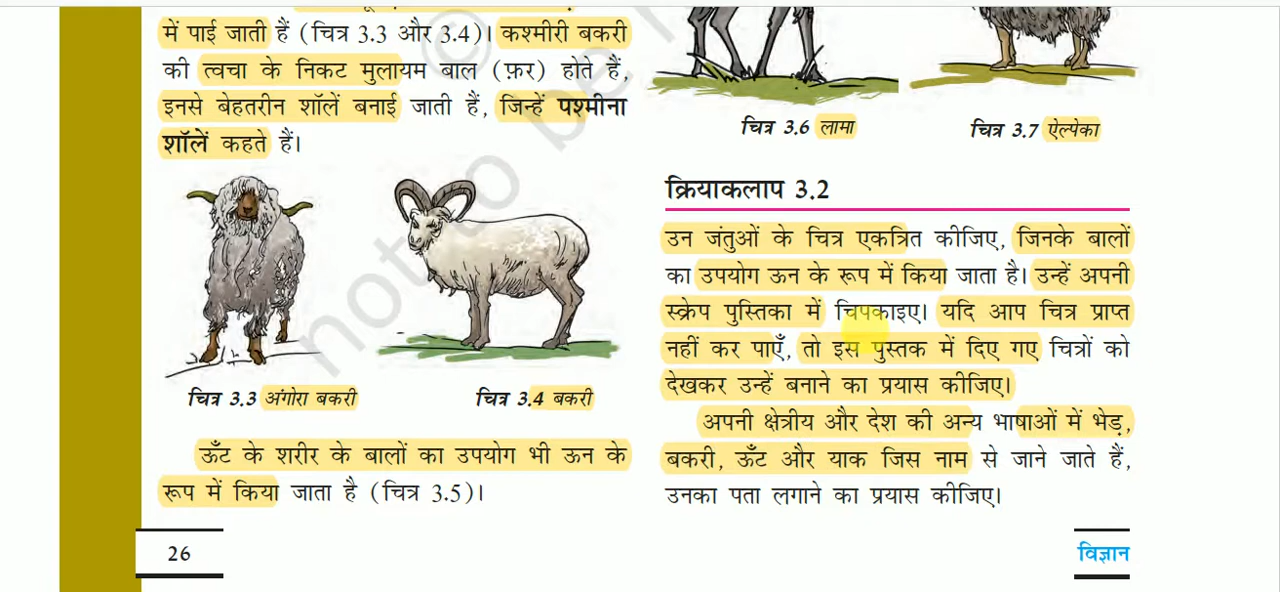 में पाई जाती हैं (चित्र 3.3 और 3.4)। कश्मीरी बकरी
की त्वचा के निकट मुलायम बाल (फ़र) होते हैं,
इनसे बेहतरीन शॉलें बनाई जाती हैं, जिन्हें पश्मीना
शॉलें कहते हैं।
चित्र 3.3 अंगोरा बकरी
चित्र 3.4 बकरी
ऊँट के शरीर के बालों का उपयोग भी ऊन के
रूप में किया जाता है (चित्र 3.5)।
26
चित्र 3.6 लामा
चित्र 3.7 ऐल्पेका
क्रियाकलाप 3.2
उन जंतुओं के चित्र एकत्रित कीजिए, जिनके बालों
का उपयोग ऊन के रूप में किया जाता है। उन्हें अपनी
स्क्रेप पुस्तिका में चिपकाइए। यदि आप चित्र प्राप्त
नहीं कर पाएँ, तो इस पुस्तक में दिए गए चित्रों को
देखकर उन्हें बनाने का प्रयास कीजिए।
अपनी क्षेत्रीय और देश की अन्य भाषाओं में भेड़,
बकरी, ऊँट और याक जिस नाम से जाने जाते हैं,
उनका पता लगाने का प्रयास कीजिए।
विज्ञान
© not to be